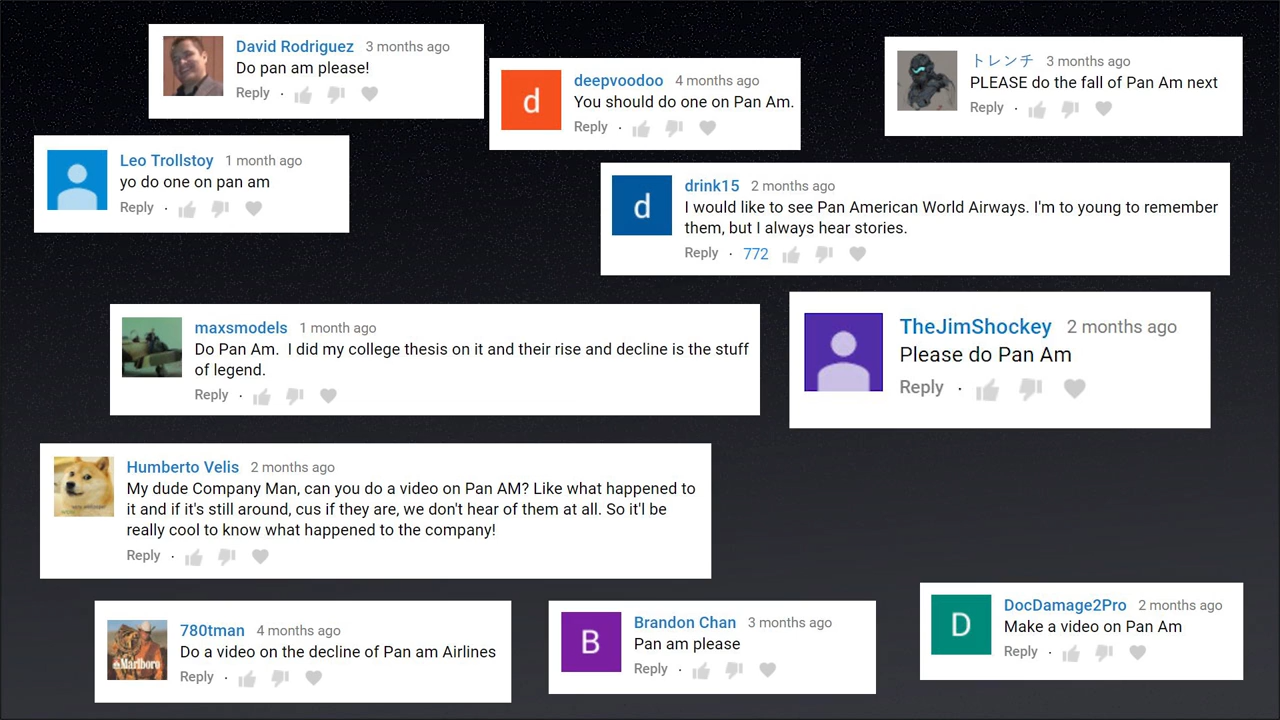 David Rodriguez 3 months ago
Do pan am please!
Reply ·
deepvoodoo 4 months ago
d
You should do one on Pan Am.
Reply ·
トレンチ 3 months ago
PLEASE do the fall of Pan Am next
Reply ·
Leo Trollstoy 1 month ago
yo do one on pan am
Reply ·
drink15 2 months ago
d
I would like to see Pan American World Airways. I'm to young to remember
them, but I always hear stories.
Reply · 772
maxsmodels 1 month ago
Do Pan Am.  I did my college thesis on it and their rise and decline is the stuff
of legend.
Reply ·
TheJimShockey 2 months ago
Please do Pan Am
Reply ·
Humberto Velis 2 months ago
My dude Company Man, can you do a video on Pan AM? Like what happened to
it and if it's still around, cus if they are, we don't hear of them at all. So it'l be
really cool to know what happened to the company!
Reply ·
780tman 4 months ago
Do a video on the decline of Pan am Airlines
Marlboro
Reply ·
Brandon Chan 3 months ago
B
Pan am please
Reply ·
DocDamage2Pro 2 months ago
D
Make a video on Pan Am
Reply ·